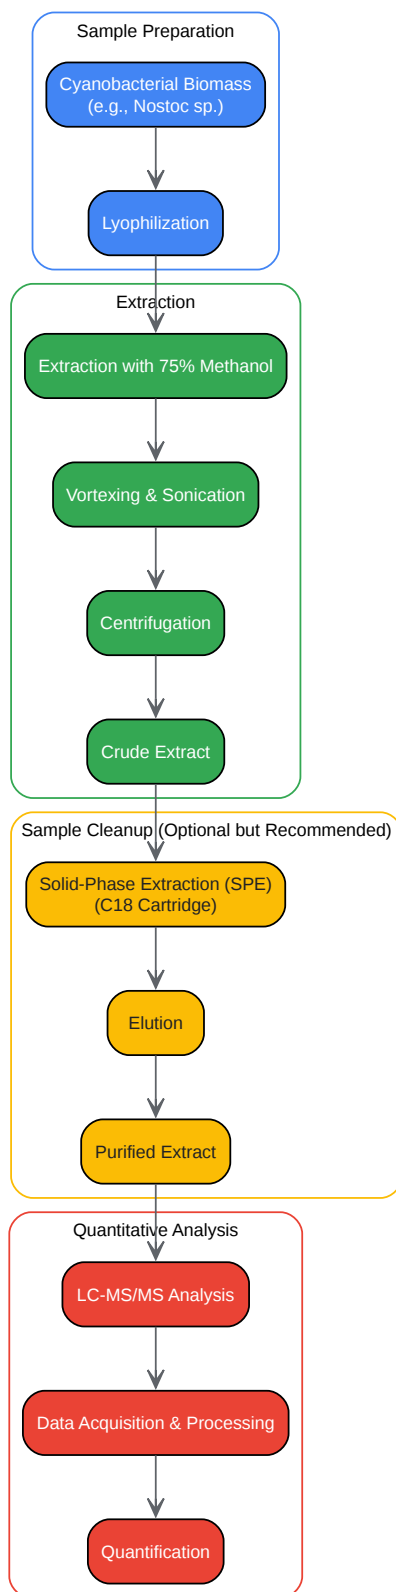 Sample Preparation
Cyanobacterial Biomass
(e.g., Nostoc sp.)
Lyophilization
Extraction
Extraction with 75% Methanol
Vortexing & Sonication
Centrifugation
Crude Extract
Sample Cleanup (Optional but Recommended)
Solid-Phase Extraction (SPE)
(C18 Cartridge)
Elution
Purified Extract
Quantitative Analysis
LC-MS/MS Analysis
Data Acquisition & Processing
Quantification